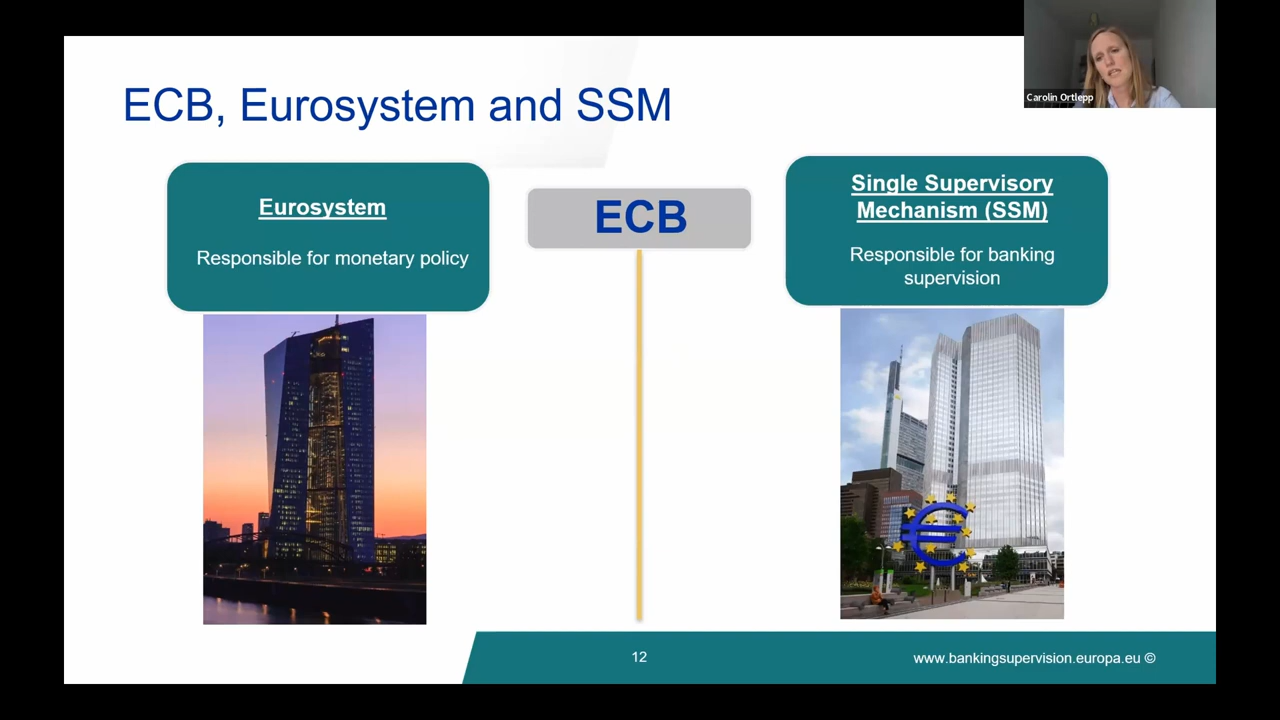 Carolin Ortlepp
ECB, Eurosystem and SSM
Eurosystem
Responsible for monetary policy
ECB
Single Supervisory
Mechanism (SSM)
Responsible for banking
supervision
12
www.bankingsupervision.europa.eu ©